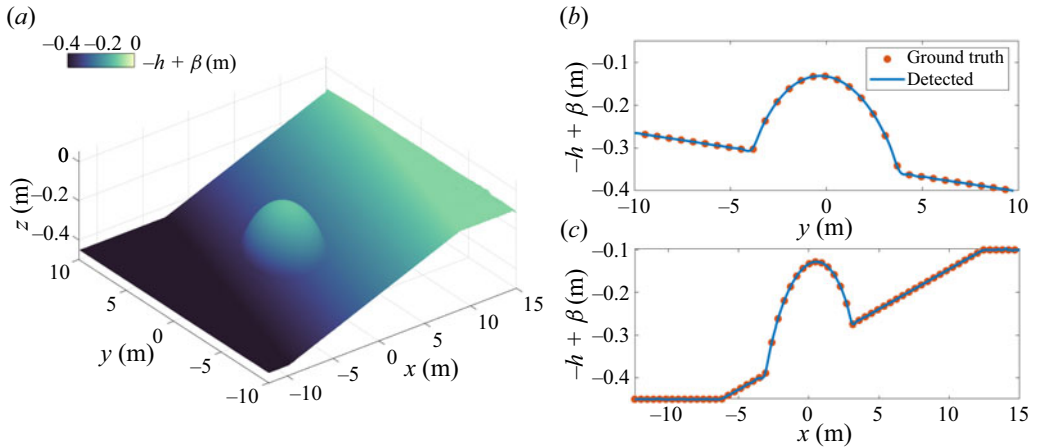 (a)
−0.4 −0.2 0
−h + β (m)
0
−0.2
−0.4
z (m)
10
5
0
−5
−10
y (m)
−10
−5
0
5
10
15
x (m)
(b)
−0.1
−0.2
−0.3
−0.4
−h + β (m)
Ground truth
Detected
−10 −5 0 5 10
y (m)
(c)
−0.1
−0.2
−0.3
−0.4
−h + β (m)
−10 −5 0 5 10 15
x (m)